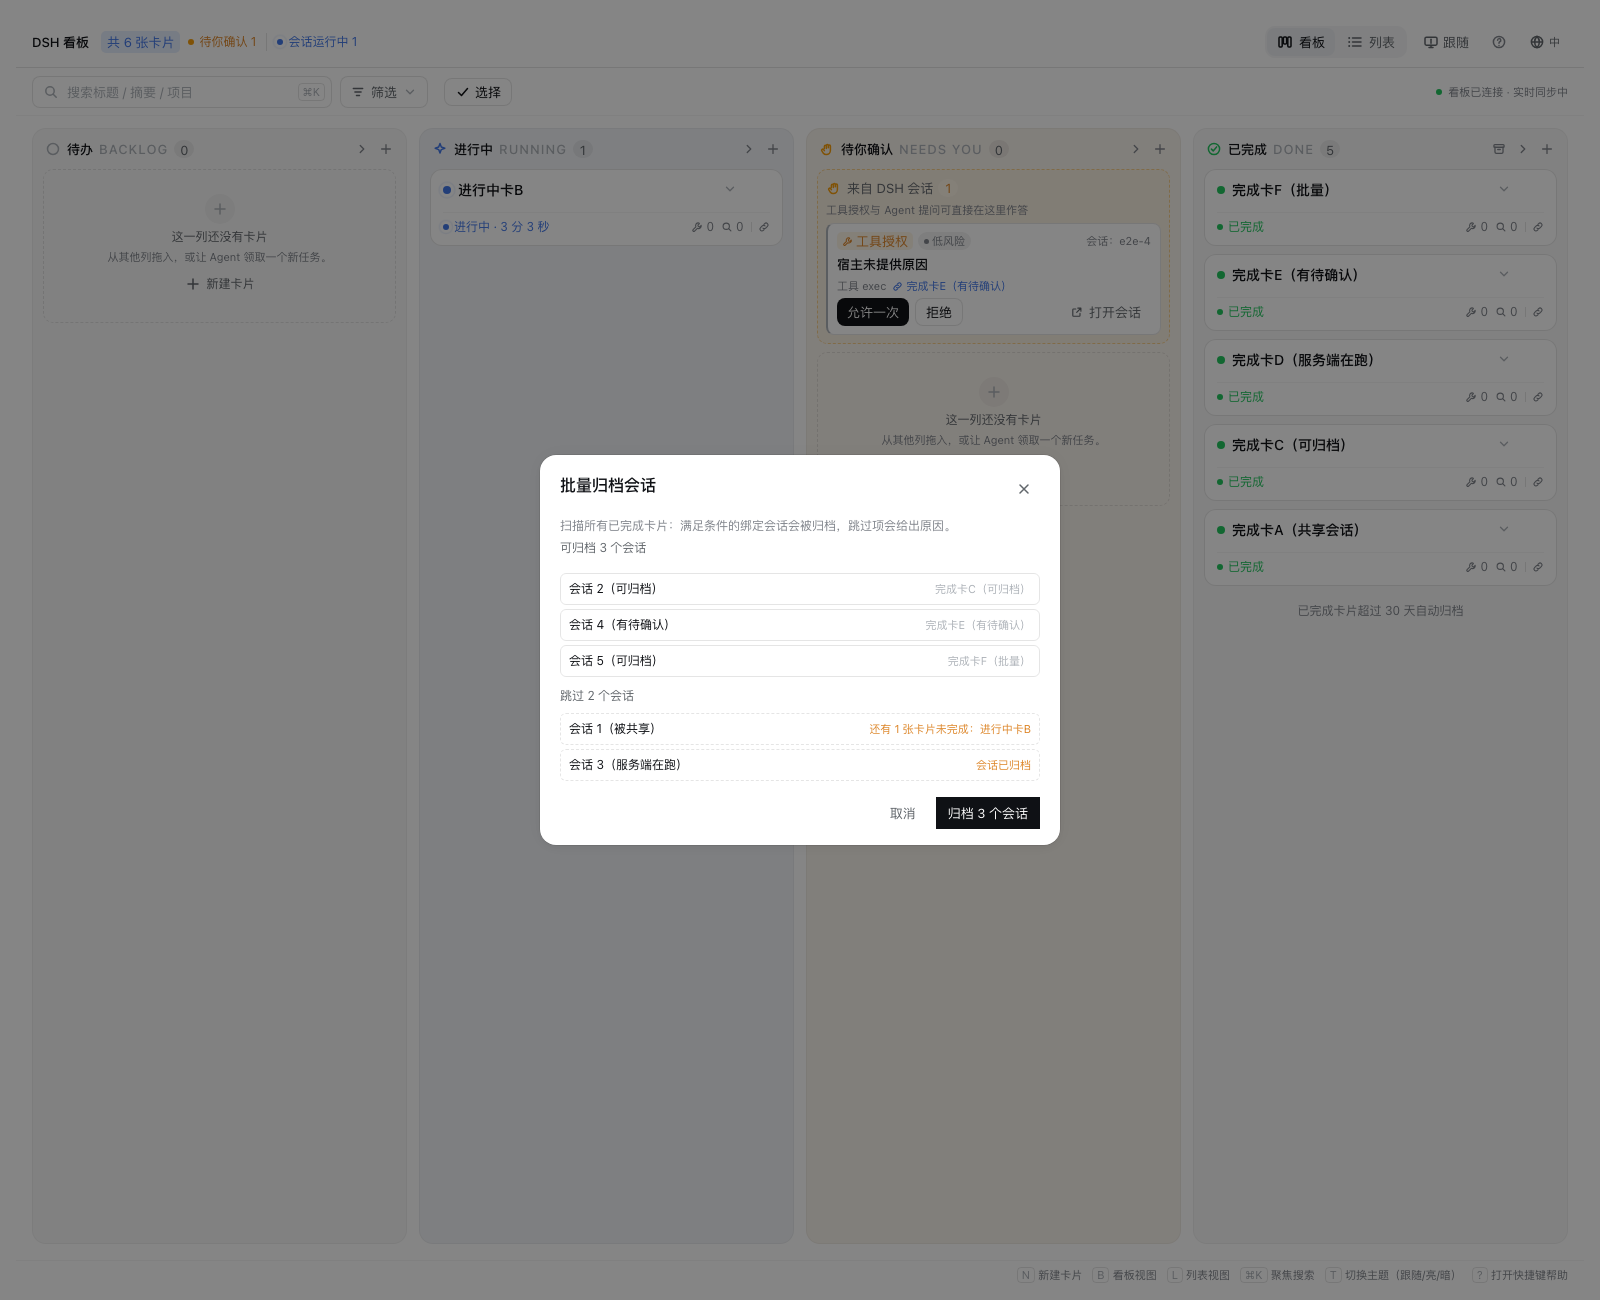 DSH 看板 共 6 张卡片 待你确认 1 会话运行中 1
看板 列表 跟随 中
搜索标题 / 摘要 / 项目 ⌘K 筛选 选择
看板已连接 · 实时同步中
待办 BACKLOG 0
这一列还没有卡片
从其他列拖入，或让 Agent 领取一个新任务。
新建卡片
进行中 RUNNING 1
进行中卡B
进行中 · 3 分 3 秒 0 0
待你确认 NEEDS YOU 0
来自 DSH 会话 1
工具授权与 Agent 提问可直接在这里作答
工具授权 低风险 会话：e2e-4
宿主未提供原因
工具 exec 完成卡E（有待确认）
允许一次 拒绝 打开会话
这一列还没有卡片
从其他列拖入，或让 Agent 领取一个新任务。
已完成 DONE 5
完成卡F（批量）
已完成 0 0
完成卡E（有待确认）
已完成 0 0
完成卡D（服务端在跑）
已完成 0 0
完成卡C（可归档）
已完成 0 0
完成卡A（共享会话）
已完成 0 0
已完成卡片超过 30 天自动归档
批量归档会话
扫描所有已完成卡片：满足条件的绑定会话会被归档，跳过项会给出原因。
可归档 3 个会话
会话 2（可归档） 完成卡C（可归档）
会话 4（有待确认） 完成卡E（有待确认）
会话 5（可归档） 完成卡F（批量）
跳过 2 个会话
会话 1（被共享） 还有 1 张卡片未完成：进行中卡B
会话 3（服务端在跑） 会话已归档
取消 归档 3 个会话
N 新建卡片 B 看板视图 L 列表视图 ⌘K 聚焦搜索 T 切换主题（跟随/亮/暗） ? 打开快捷键帮助